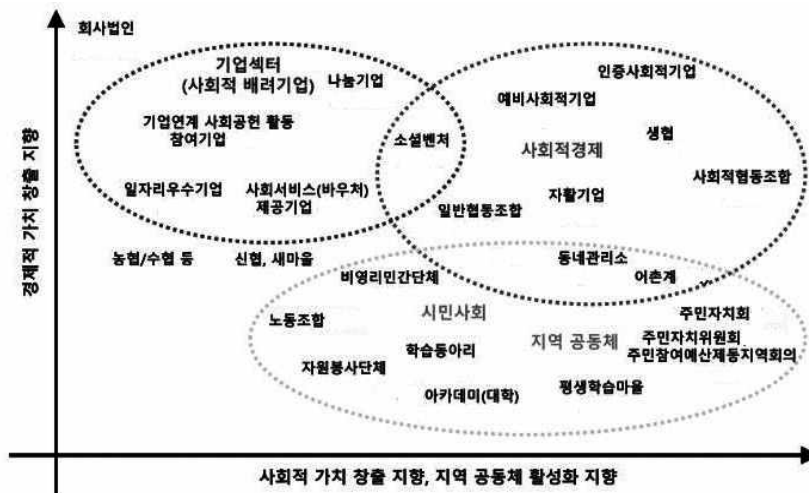 회사법인
기업섹터
(사회적 배려기업)
나눔기업
기업연계 사회공헌 활동
참여기업
소셜벤처
일자리우수기업
사회서비스(바우처)
제공기업
인증사회적기업
예비사회적기업
생협
사회적경제
사회적협동조합
자활기업
일반협동조합
농협/수협 등
신협, 새마을
동네관리소
비영리민간단체
어촌계
시민사회
노동조합
주민자치회
지역 공동체
주민자치위원회
주민참여예산제동지역회의
학습동아리
자원봉사단체
아카데미(대학)
평생학습마을
경제적 가치 창출 지향
사회적 가치 창출 지향, 지역 공동체 활성화 지향